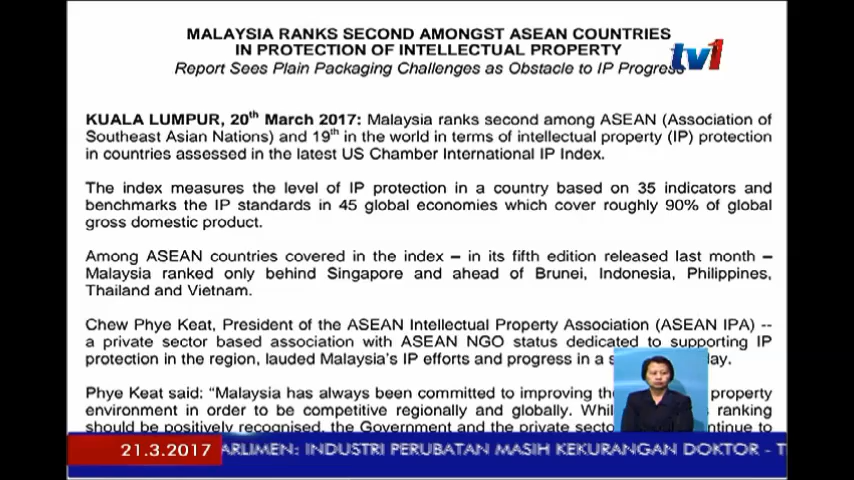 MALAYSIA RANKS SECOND AMONGST ASEAN COUNTRIES
IN PROTECTION OF INTELLECTUAL PROPERTY
tv1
Report Sees Plain Packaging Challenges as Obstacle to IP Progress
KUALA LUMPUR, 20th March 2017: Malaysia ranks second among ASEAN (Association of
Southeast Asian Nations) and 19th in the world in terms of intellectual property (IP) protection
in countries assessed in the latest US Chamber International IP Index.
The index measures the level of IP protection in a country based on 35 indicators and
benchmarks the IP standards in 45 global economies which cover roughly 90% of global
gross domestic product.
Among ASEAN countries covered in the index – in its fifth edition released last month –
Malaysia ranked only behind Singapore and ahead of Brunei, Indonesia, Philippines,
Thailand and Vietnam.
Chew Phye Keat, President of the ASEAN Intellectual Property Association (ASEAN IPA) --
a private sector based association with ASEAN NGO status dedicated to supporting IP
protection in the region, lauded Malaysia's IP efforts and progress in a
Phye Keat said: “Malaysia has always been committed to improving property
environment in order to be competitive regionally and globally. ranking
should be positively recognised, the Government and the private to
21.3.2017 ARLIMEN: INDUSTRI PERUBATAN MASIH KEKURANGAN DOKTOR -